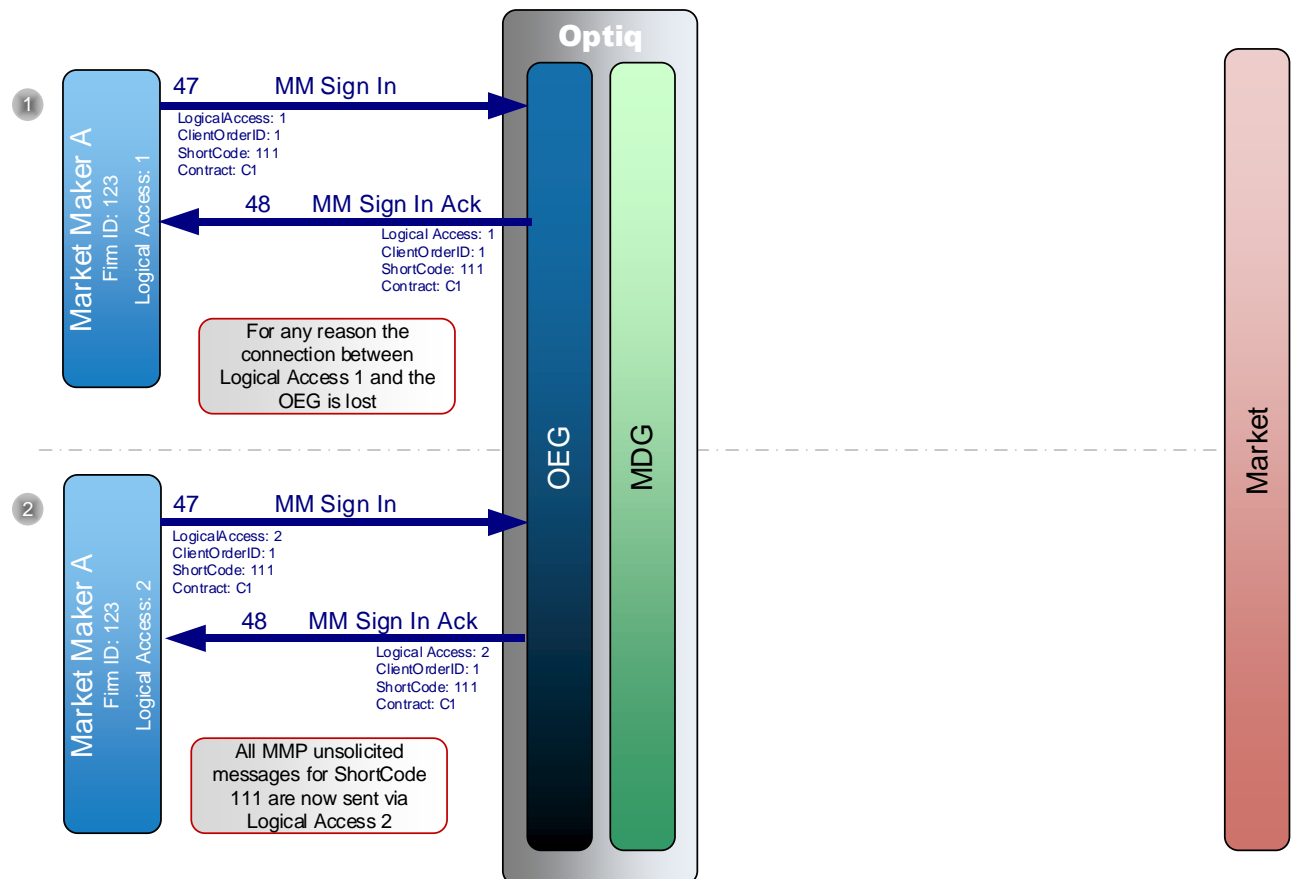 Optiq
1
Market Maker A
Firm ID: 123
Logical Access: 1
47 MM Sign In
LogicalAccess: 1
ClientOrderID: 1
ShortCode: 111
Contract: C1
48 MM Sign In Ack
Logical Access: 1
ClientOrderID: 1
ShortCode: 111
Contract: C1
For any reason the
connection between
Logical Access 1 and the
OEG is lost
OEG
MDG
Market
2
Market Maker A
Firm ID: 123
Logical Access: 2
47 MM Sign In
LogicalAccess: 2
ClientOrderID: 1
ShortCode: 111
Contract: C1
48 MM Sign In Ack
Logical Access: 2
ClientOrderID: 1
ShortCode: 111
Contract: C1
All MMP unsolicited
messages for ShortCode
111 are now sent via
Logical Access 2